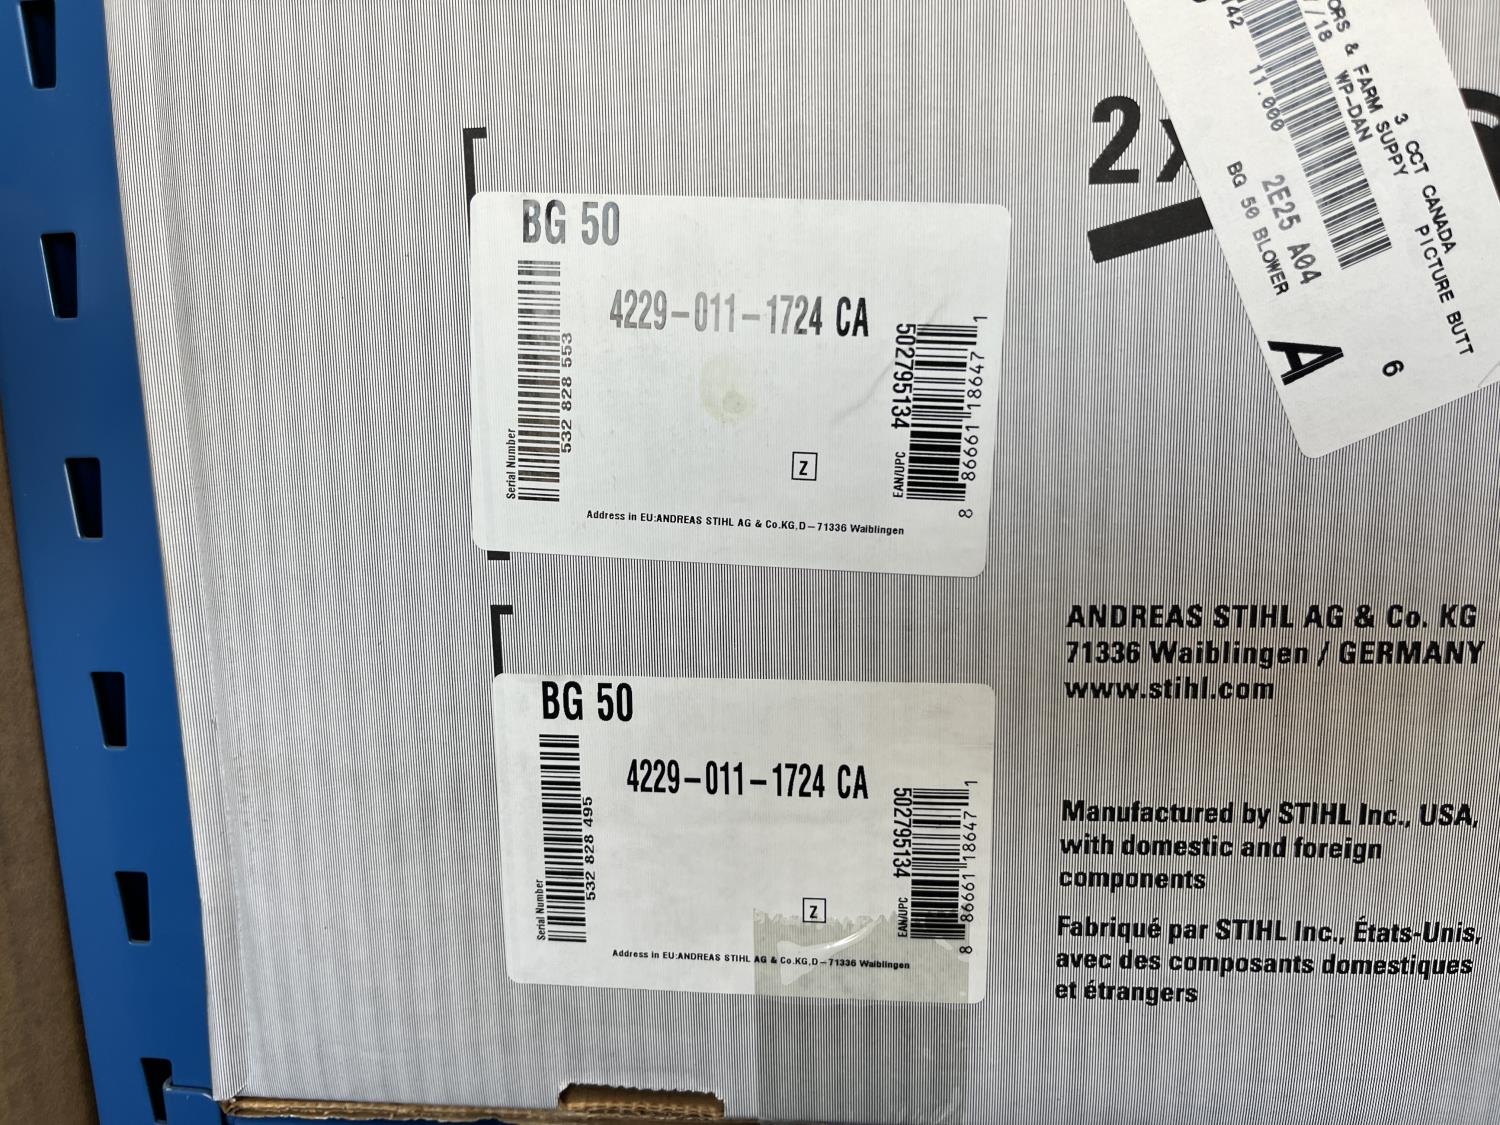 BG 50
4229-011-1724 CA
Serial Number
532 828 553
502795134
EAN/UPC
8 86661 18647 1
Z
Address in EU:ANDREAS STIHL AG & Co.KG,D-71336 Waiblingen
BG 50
4229-011-1724 CA
Serial Number
532 828 495
502795134
EAN/UPC
8 86661 18647 1
Z
Address in EU:ANDREAS STIHL AG & Co.KG,D-71336 Waiblingen
2x
3 CCT CANADA
PICTURE BUTT
& FARM SUPPY
WP-DAN
11.000
2E25 A04
BG 50 BLOWER
A
6
ANDREAS STIHL AG & Co. KG
71336 Waiblingen / GERMANY
www.stihl.com
Manufactured by STIHL Inc., USA,
with domestic and foreign
components
Fabriqué par STIHL Inc., États-Unis,
avec des composants domestiques
et étrangers